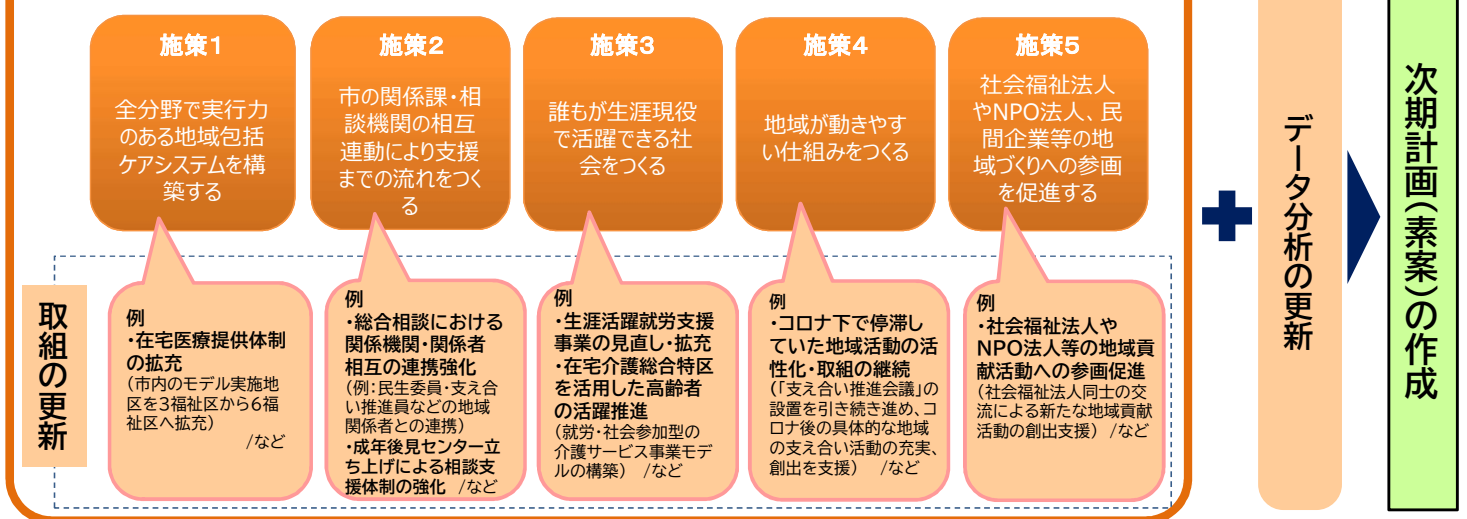 施策1
全分野で実行力
のある地域包括
ケアシステムを構
築する
施策2
市の関係課・相
談機関の相互
連動により支援
までの流れをつく
る
施策3
誰もが生涯現役
で活躍できる社
会をつくる
施策4
地域が動きやす
い仕組みをつくる
施策5
社会福祉法人
やNPO法人、民
間企業等の地
域づくりへの参画
を促進する
取組の更新
例
・在宅医療提供体制
の拡充
(市内のモデル実施地
区を3福祉区から6福
祉区へ拡充)
/など
例
・総合相談における
関係機関・関係者
相互の連携強化
(例:民生委員・支え合
い推進員などの地域
関係者との連携)
・成年後見センター立
ち上げによる相談支
援体制の強化 /など
例
・生涯活躍就労支援
事業の見直し・拡充
・在宅介護総合特区
を活用した高齢者
の活躍推進
(就労・社会参加型の
介護サービス事業モデ
ルの構築) /など
例
・コロナ下で停滞し
ていた地域活動の活
性化・取組の継続
(「支え合い推進会議」の
設置を引き続き進め、コ
ロナ後の具体的な地域
の支え合い活動の充実、
創出を支援) /など
例
・社会福祉法人や
NPO法人等の地域貢
献活動への参画促進
(社会福祉法人同士の交
流による新たな地域貢献
活動の創出支援) /など
データ分析の更新
次期計画(素案)の作成